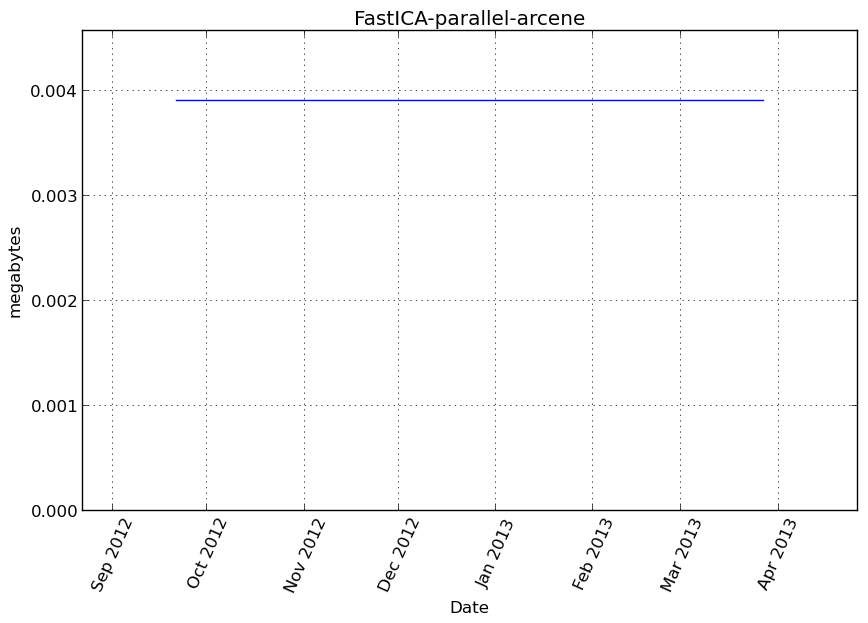 FastICA-parallel-arcene
megabytes
0.004
0.003
0.002
0.001
0.000
Sep 2012
Oct 2012
Nov 2012
Dec 2012
Jan 2013
Feb 2013
Mar 2013
Apr 2013
Date